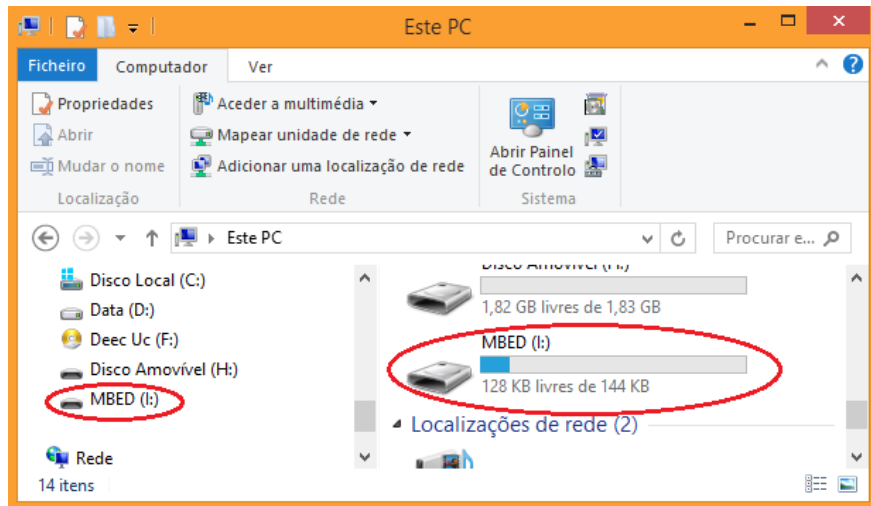 Este PC
Ficheiro Computador Ver
Propriedades
Abrir
Mudar o nome
Localização
Aceder a multimédia
Mapear unidade de rede
Adicionar uma localização de rede
Rede
Abrir Painel
de Controlo
Sistema
Este PC
Procurar e...
Disco Local (C:)
Data (D:)
Deec Uc (F:)
Disco Amovível (H:)
MBED (I:)
Rede
Disco Amovível (H:)
1,82 GB livres de 1,83 GB
MBED (I:)
128 KB livres de 144 KB
Localizações de rede (2)
14 itens